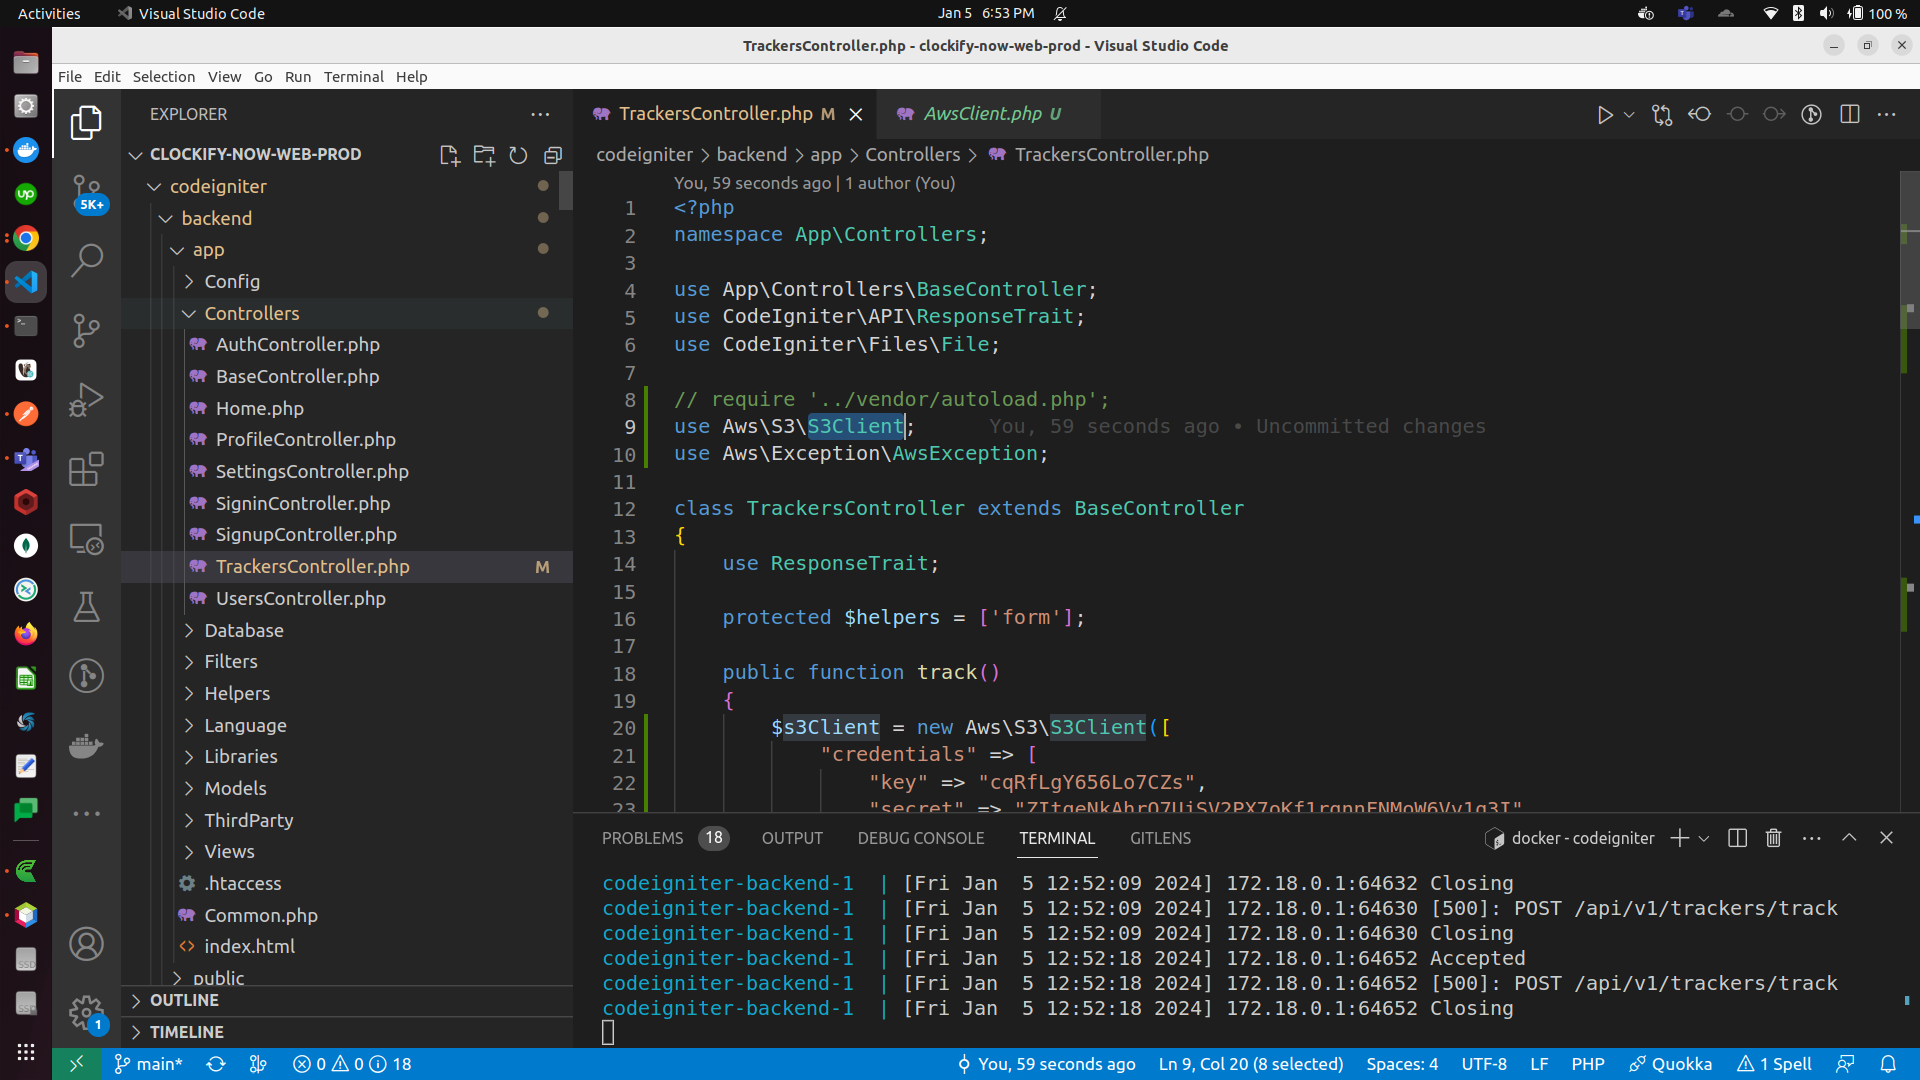 Activities
Visual Studio Code
Jan 5 6:53 PM
100 %
TrackersController.php - clockify-now-web-prod - Visual Studio Code
File Edit Selection View Go Run Terminal Help
EXPLORER
CLOCKIFY-NOW-WEB-PROD
codeigniter
backend
app
Config
Controllers
AuthController.php
BaseController.php
Home.php
ProfileController.php
SettingsController.php
SigninController.php
SignupController.php
TrackersController.php M
UsersController.php
Database
Filters
Helpers
Language
Libraries
Models
ThirdParty
Views
.htaccess
Common.php
index.html
public
OUTLINE
TIMELINE
5K+
1
up
SSD
SSD
TrackersController.php M
AwsClient.php U
codeigniter > backend > app > Controllers > TrackersController.php
You, 59 seconds ago | 1 author (You)
1 <?php
2 namespace App\Controllers;
3
4 use App\Controllers\BaseController;
5 use CodeIgniter\API\ResponseTrait;
6 use CodeIgniter\Files\File;
7
8 // require '../vendor/autoload.php';
9 use Aws\S3\S3Client; You, 59 seconds ago • Uncommitted changes
10 use Aws\Exception\AwsException;
11
12 class TrackersController extends BaseController
13 {
14 use ResponseTrait;
15
16 protected $helpers = ['form'];
17
18 public function track()
19 {
20 $s3Client = new Aws\S3\S3Client([
21 "credentials" => [
22 "key" => "cqRfLgY656Lo7CZs",
23 "secret" =>
PROBLEMS 18 OUTPUT DEBUG CONSOLE TERMINAL GITLENS
docker - codeigniter
codeigniter-backend-1 | [Fri Jan 5 12:52:09 2024] 172.18.0.1:64632 Closing
codeigniter-backend-1 | [Fri Jan 5 12:52:09 2024] 172.18.0.1:64630 [500]: POST /api/v1/trackers/track
codeigniter-backend-1 | [Fri Jan 5 12:52:09 2024] 172.18.0.1:64630 Closing
codeigniter-backend-1 | [Fri Jan 5 12:52:18 2024] 172.18.0.1:64652 Accepted
codeigniter-backend-1 | [Fri Jan 5 12:52:18 2024] 172.18.0.1:64652 [500]: POST /api/v1/trackers/track
codeigniter-backend-1 | [Fri Jan 5 12:52:18 2024] 172.18.0.1:64652 Closing
main* 0 0 18
You, 59 seconds ago Ln 9, Col 20 (8 selected) Spaces: 4 UTF-8 LF PHP Quokka 1 Spell